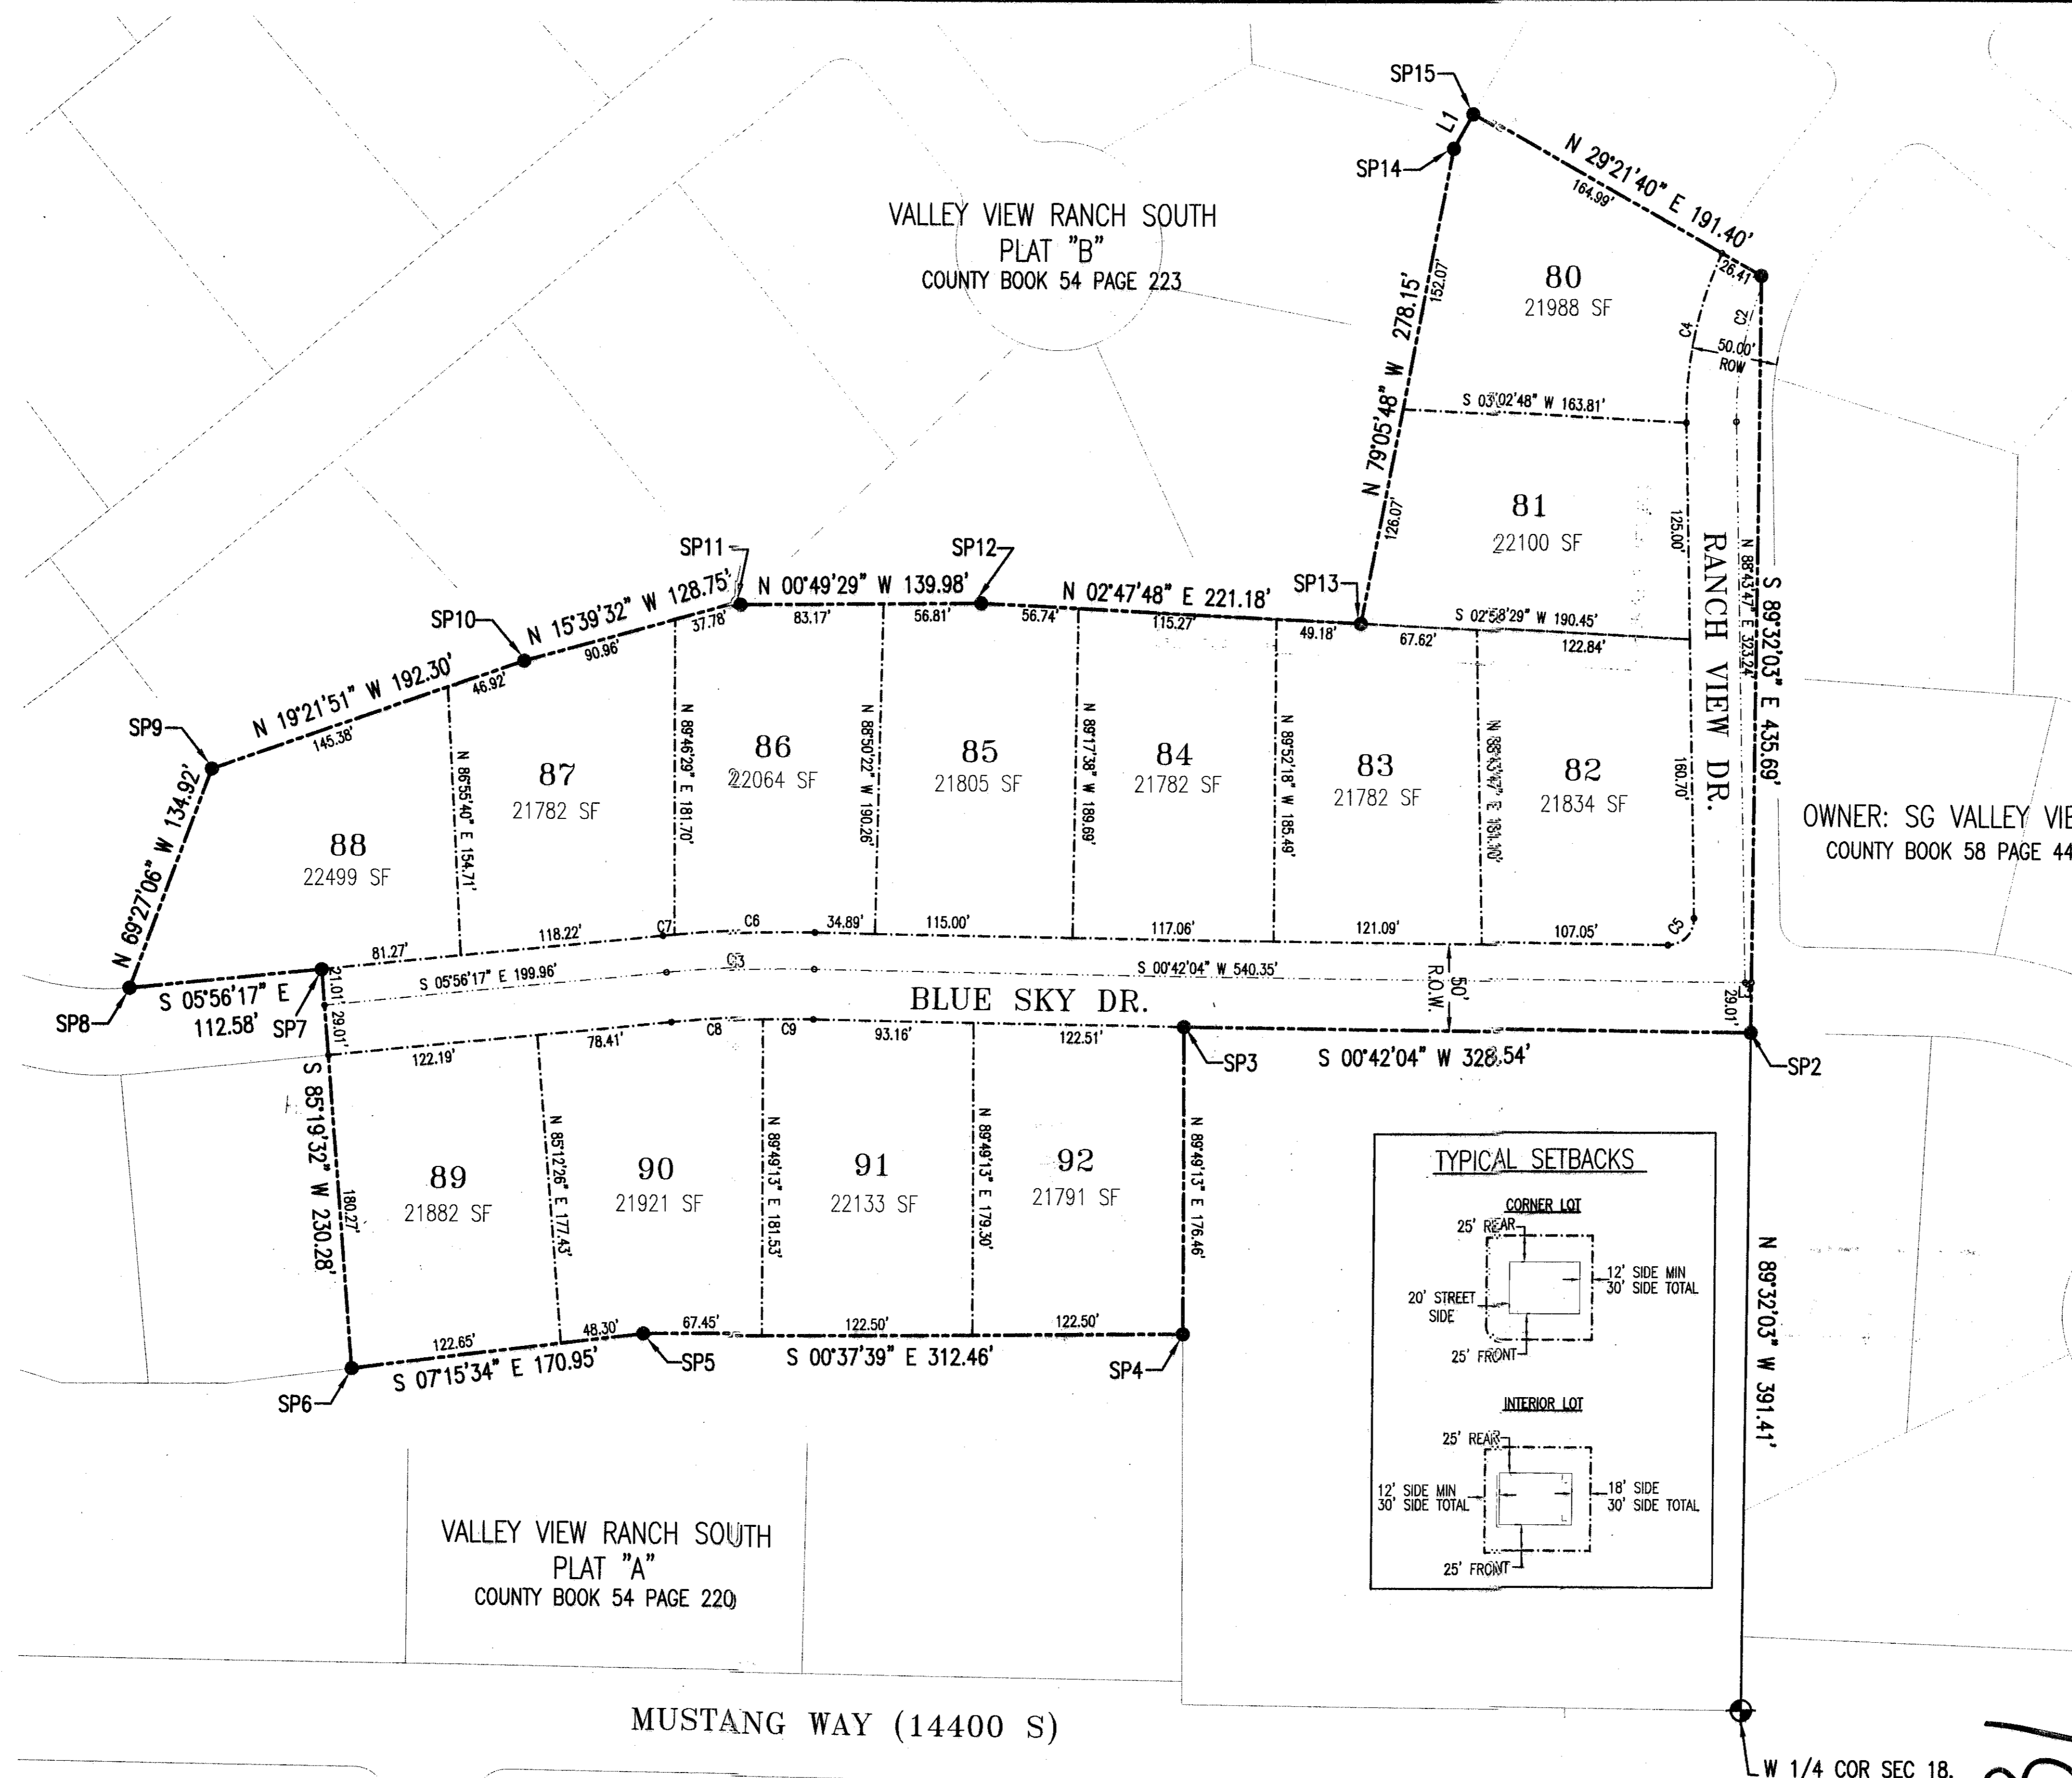 SP15
L1
SP14
N 29°21'40" E 191.40'
164.99'
26.41'
VALLEY VIEW RANCH SOUTH
PLAT "B"
COUNTY BOOK 54 PAGE 223
80
21988 SF
N 79°05'48" W 278.15'
152.07'
126.07'
C4
C2
50.00'
ROW
S 03°02'48" W 163.81'
81
22100 SF
125.00'
RANCH VIEW DR.
N 88°43'47" E 323.24'
S 89°32'03" E 435.69'
SP11
SP12
SP13
N 00°49'29" W 139.98'
83.17'
56.81'
N 02°47'48" E 221.18'
56.74'
115.27'
49.18'
S 02°58'29" W 190.45'
67.62'
122.84'
SP10
N 15°39'32" W 128.75'
90.96'
37.78'
SP9
N 19°21'51" W 192.30'
145.38'
46.92'
N 69°27'06" W 134.92'
88
22499 SF
N 86°55'40" E 154.71'
87
21782 SF
N 89°46'29" E 181.70'
86
22064 SF
N 88°50'22" W 190.26'
85
21805 SF
N 89°17'38" W 189.69'
84
21782 SF
N 89°52'18" W 185.49'
83
21782 SF
N 88°43'47" E 181.10'
82
21834 SF
160.70'
OWNER: SG VALLEY VIE
COUNTY BOOK 58 PAGE 44
81.27'
118.22'
C7
C6
34.89'
115.00'
117.06'
121.09'
107.05'
C5
SP8
S 05°56'17" E
112.58'
SP7
21.01'
29.01'
S 05°56'17" E 199.96'
C3
S 00°42'04" W 540.35'
50'
R.O.W.
L3
29.01'
BLUE SKY DR.
122.19'
78.41'
C8
C9
93.16'
122.51'
SP3
S 00°42'04" W 328.54'
SP2
S 85°19'32" W 230.28'
180.27'
89
21882 SF
N 85°12'26" E 177.43'
90
21921 SF
N 89°49'13" E 181.53'
91
22133 SF
N 89°49'13" E 179.30'
92
21791 SF
N 89°49'13" E 176.46'
SP6
122.65'
48.30'
S 07°15'34" E 170.95'
SP5
67.45'
122.50'
122.50'
S 00°37'39" E 312.46'
SP4
TYPICAL SETBACKS
CORNER LOT
25' REAR
12' SIDE MIN
30' SIDE TOTAL
20' STREET
SIDE
25' FRONT
INTERIOR LOT
25' REAR
12' SIDE MIN
30' SIDE TOTAL
18' SIDE
30' SIDE TOTAL
25' FRONT
N 89°32'03" W 391.41'
VALLEY VIEW RANCH SOUTH
PLAT "A"
COUNTY BOOK 54 PAGE 220
MUSTANG WAY (14400 S)
W 1/4 COR SEC 18,